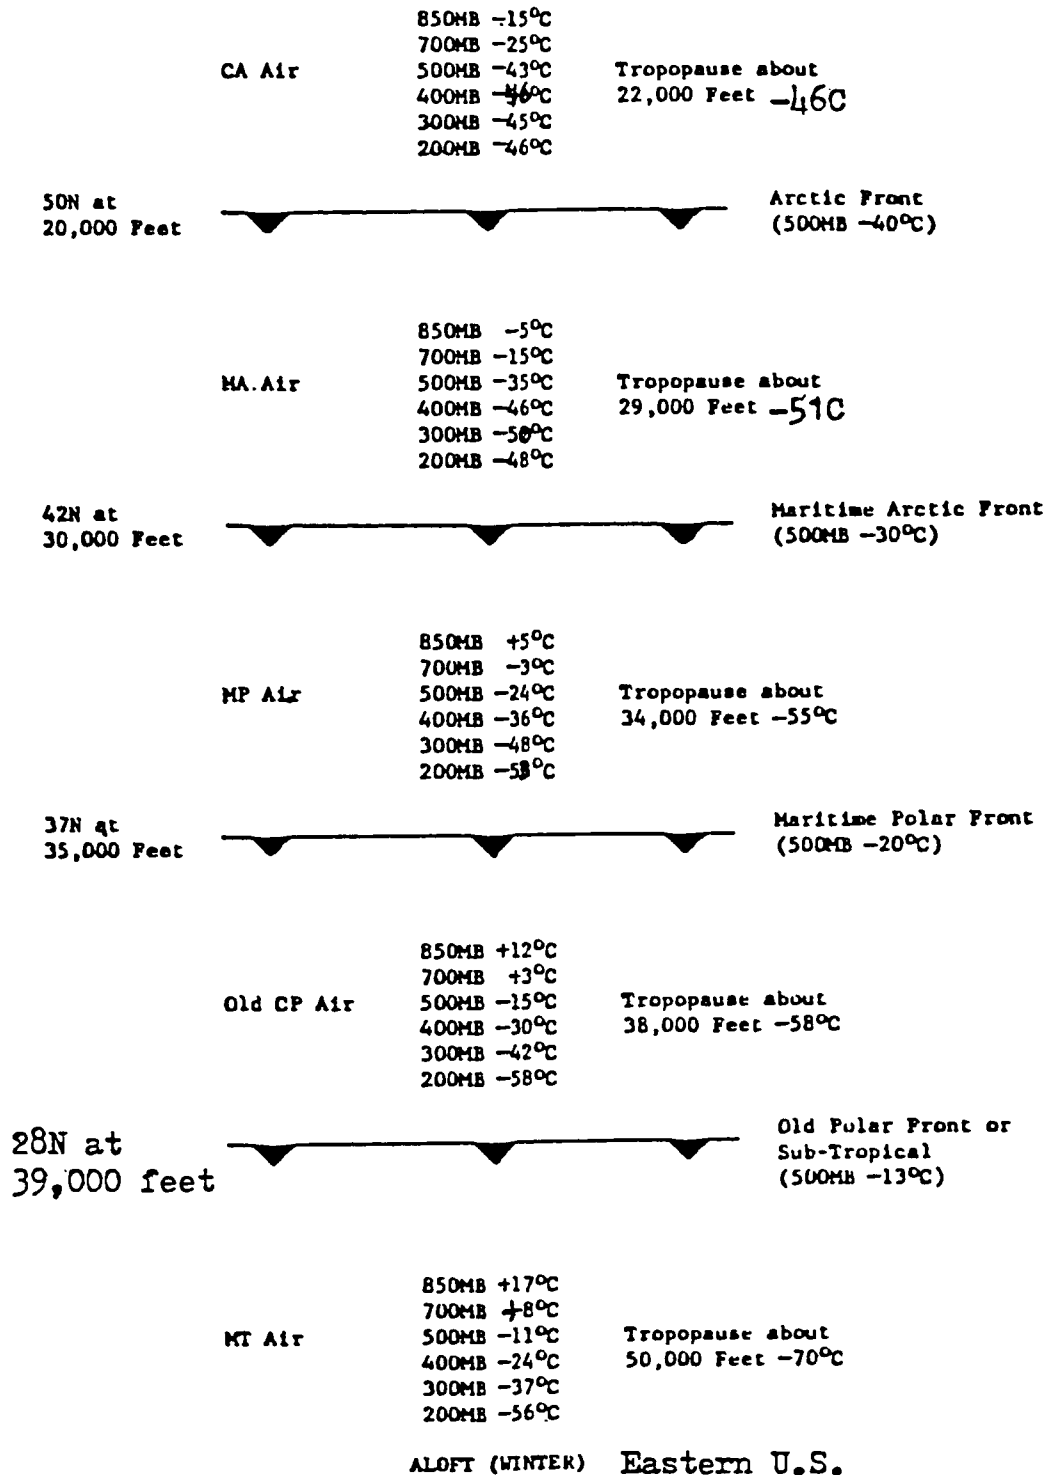 850MB -15°C
700MB -25°C
CA Air 500MB -43°C Tropopause about
400MB -46°C 22,000 Feet -46C
300MB -45°C
200MB -46°C
50N at Arctic Front
20,000 Feet (500MB -40°C)
850MB -5°C
700MB -15°C
MA.Air 500MB -35°C Tropopause about
400MB -46°C 29,000 Feet -51C
300MB -50°C
200MB -48°C
42N at Maritime Arctic Front
30,000 Feet (500MB -30°C)
850MB +5°C
700MB -3°C
MP Air 500MB -24°C Tropopause about
400MB -36°C 34,000 Feet -55°C
300MB -48°C
200MB -53°C
37N at Maritime Polar Front
35,000 Feet (500MB -20°C)
850MB +12°C
700MB +3°C
Old CP Air 500MB -15°C Tropopause about
400MB -30°C 38,000 Feet -58°C
300MB -42°C
200MB -58°C
28N at Old Polar Front or
39,000 feet Sub-Tropical
(500MB -13°C)
850MB +17°C
700MB +8°C
MT Air 500MB -11°C Tropopause about
400MB -24°C 50,000 Feet -70°C
300MB -37°C
200MB -56°C
ALOFT (WINTER) Eastern U.S.